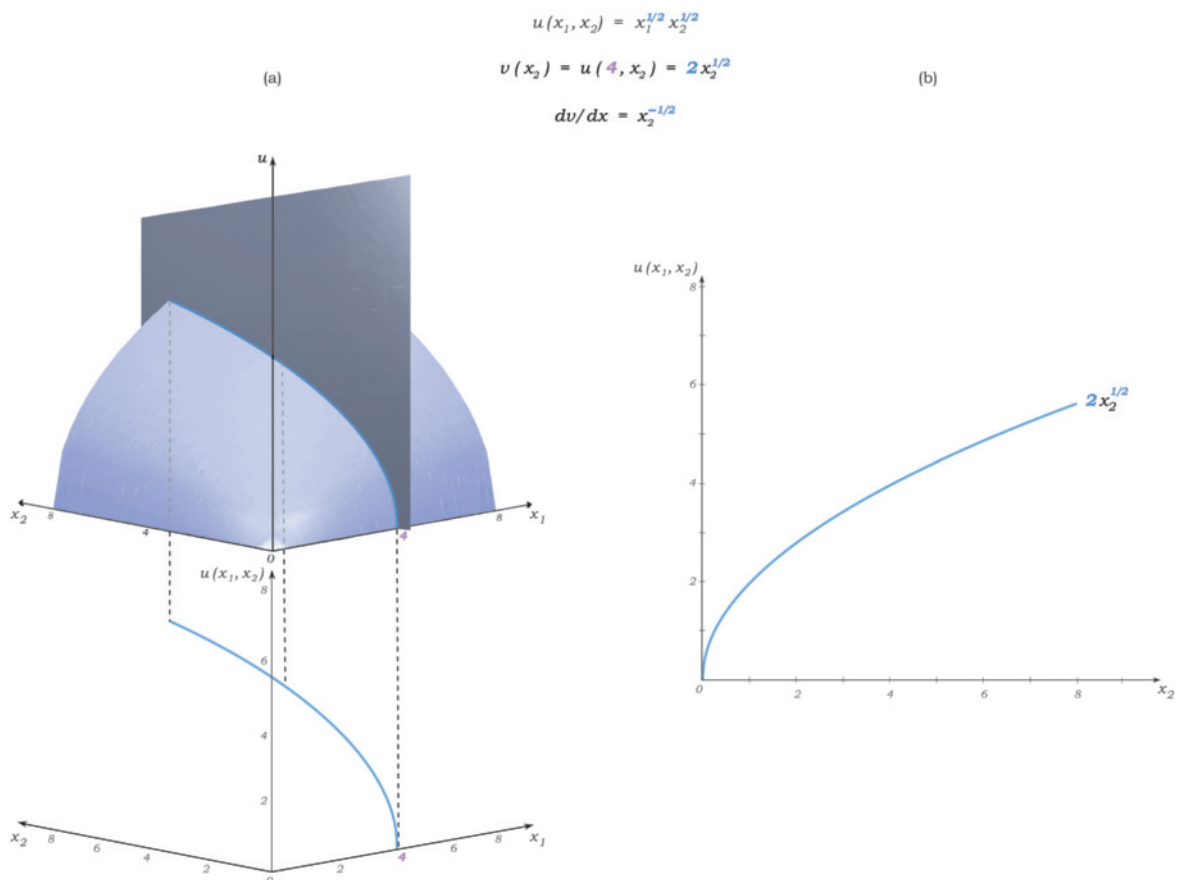 u(x₁, x₂) = x₁^{1/2} x₂^{1/2}
(a)
v(x₂) = u(4, x₂) = 2x₂^{1/2}
(b)
dv/dx = x₂^{-1/2}
u
x₂ 8 4 0 4 8 x₁
u(x₁, x₂)
8
6
4
2
x₂ 8 6 4 2 0 2 4 6 8 x₁
u(x₁, x₂)
8
6
4
2
2x₂^{1/2}
0 2 4 6 8 x₂